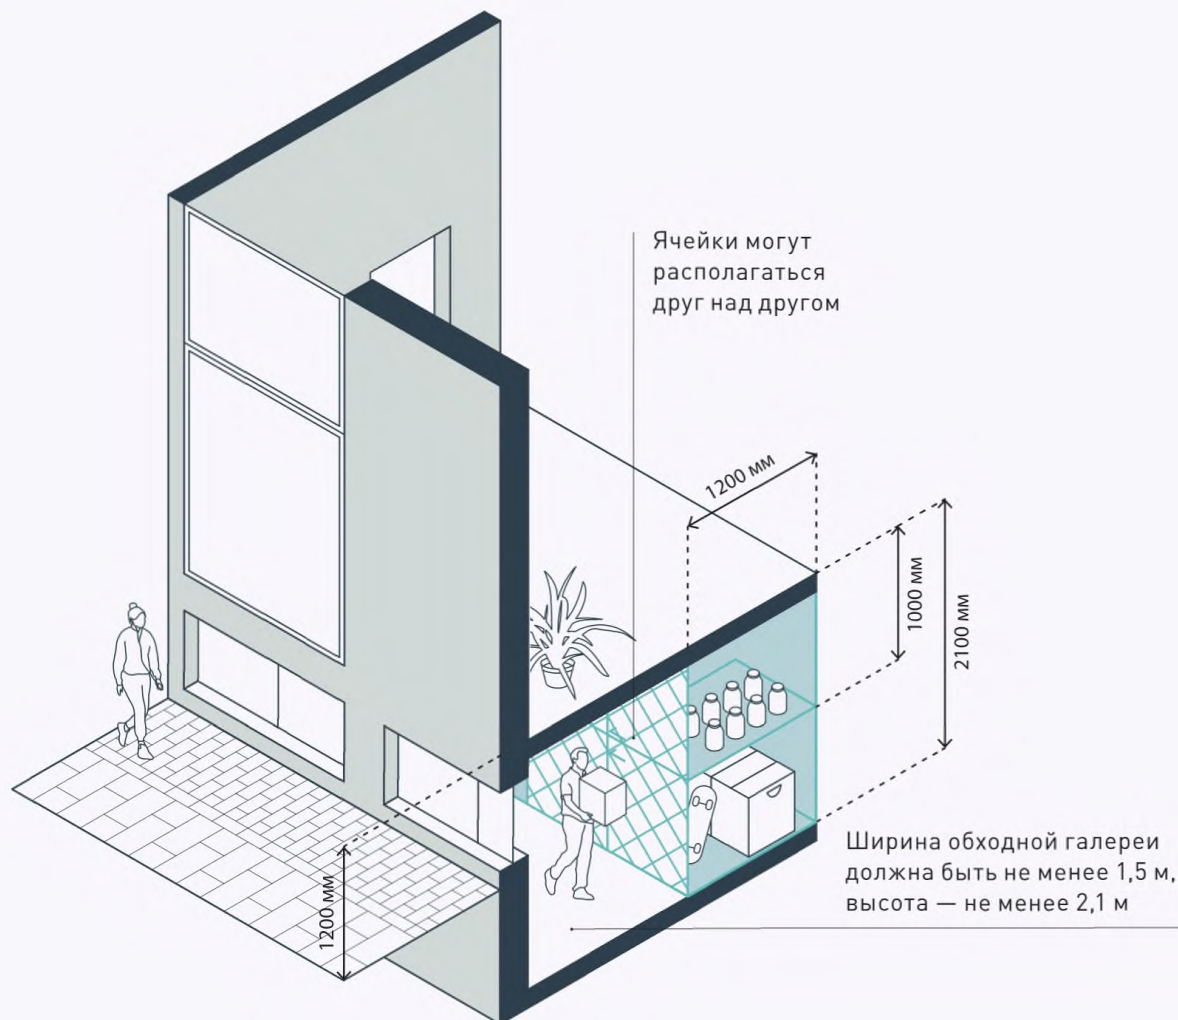 Ячейки могут
располагаться
друг над другом
1200 мм
1000 мм
2100 мм
Ширина обходной галереи
должна быть не менее 1,5 м,
высота — не менее 2,1 м
1200 мм